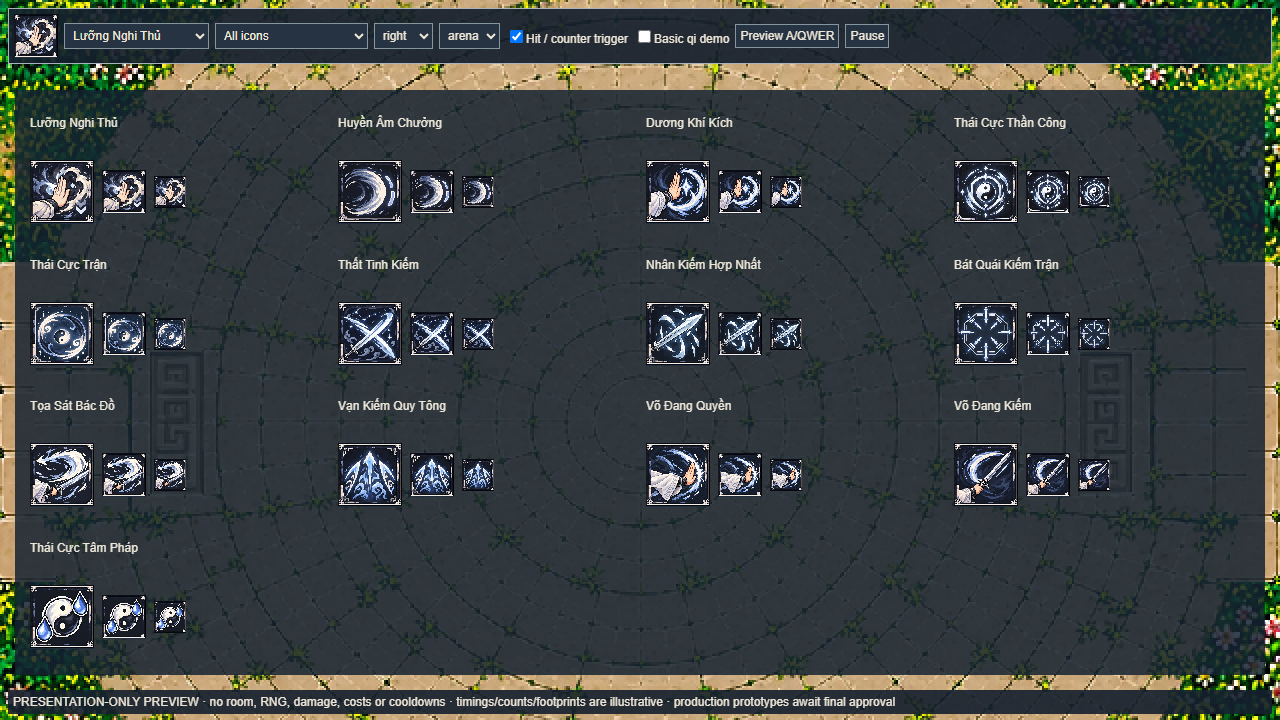 Lưỡng Nghi Thủ All icons right arena Hit / counter trigger Basic qi demo Preview A/QWER Pause
Lưỡng Nghi Thủ Huyền Âm Chưởng Dương Khí Kích Thái Cực Thần Công
Thái Cực Trận Thất Tinh Kiếm Nhân Kiếm Hợp Nhất Bát Quái Kiếm Trận
Tọa Sát Bác Đồ Vạn Kiếm Quy Tông Võ Đang Quyền Võ Đang Kiếm
Thái Cực Tâm Pháp
PRESENTATION-ONLY PREVIEW · no room, RNG, damage, costs or cooldowns · timings/counts/footprints are illustrative · production prototypes await final approval